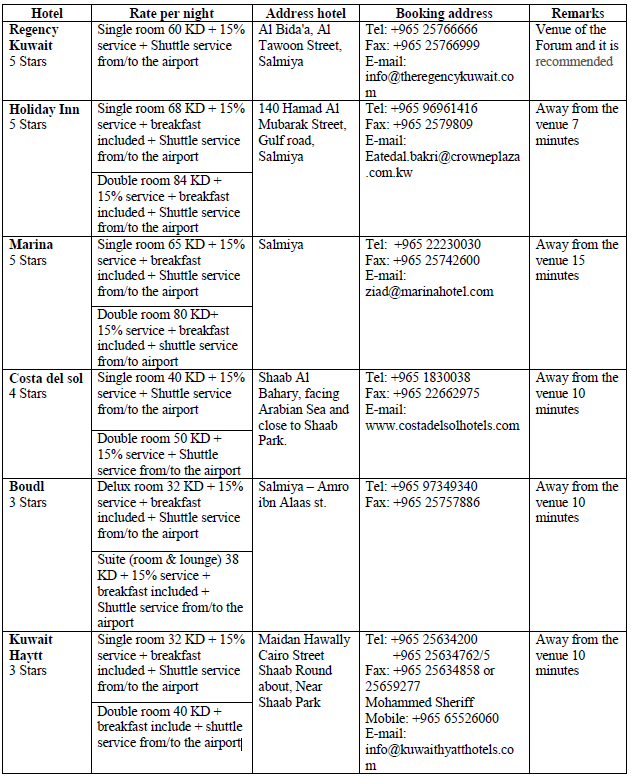 Hotel
Rate per night
Address hotel
Booking address
Remarks
Regency
Kuwait
5 Stars
Single room 60 KD + 15%
service + Shuttle service
from/to the airport
Al Bida'a, Al
Tawoon Street,
Salmiya
Tel: +965 25766666
Fax: +965 25766999
E-mail:
info@theregencykuwait.co
m
Venue of the
Forum and it is
recommended
Holiday Inn
5 Stars
Single room 68 KD + 15%
service + breakfast
included + Shuttle service
from/to the airport
Double room 84 KD +
15% service + breakfast
included + Shuttle service
from/to the airport
140 Hamad Al
Mubarak Street,
Gulf road,
Salmiya
Tel: +965 96961416
Fax: +965 2579809
E-mail:
Eatedal.bakri@crowneplaza
.com.kw
Away from the
venue 7
minutes
Marina
5 Stars
Single room 65 KD + 15%
service + breakfast
included + Shuttle service
from/to the airport
Double room 80 KD+
15% service + breakfast
included + shuttle service
from/to airport
Salmiya
Tel:  +965 22230030
Fax: +965 25742600
E-mail:
ziad@marinahotel.com
Away from the
venue 15
minutes
Costa del sol
4 Stars
Single room 40 KD + 15%
service + Shuttle service
from/to the airport
Double room 50 KD +
15% service + Shuttle
service from/to the airport
Shaab Al
Bahary, facing
Arabian Sea and
close to Shaab
Park.
Tel: +965 1830038
Fax: +965 22662975
E-mail:
www.costadelsolhotels.com
Away from the
venue 10
minutes
Boudl
3 Stars
Delux room 32 KD + 15%
service + breakfast
included + Shuttle service
from/to the airport
Suite (room & lounge) 38
KD + 15% service +
breakfast included +
Shuttle service from/to the
airport
Salmiya – Amro
ibn Alaas st.
Tel: +965 97349340
Fax: +965 25757886
Away from the
venue 10
minutes
Kuwait
Haytt
3 Stars
Single room 32 KD + 15%
service + breakfast
included + Shuttle service
from/to the airport
Double room 40 KD +
breakfast include + shuttle
service from/to the airport
Maidan Hawally
Cairo Street
Shaab Round
about, Near
Shaab Park
Tel: +965 25634200
+965 25634762/5
Fax: +965 25634858 or
25659277
Mohammed Sheriff
Mobile: +965 65526060
E-mail:
info@kuwaithyatthotels.co
m
Away from the
venue 10
minutes